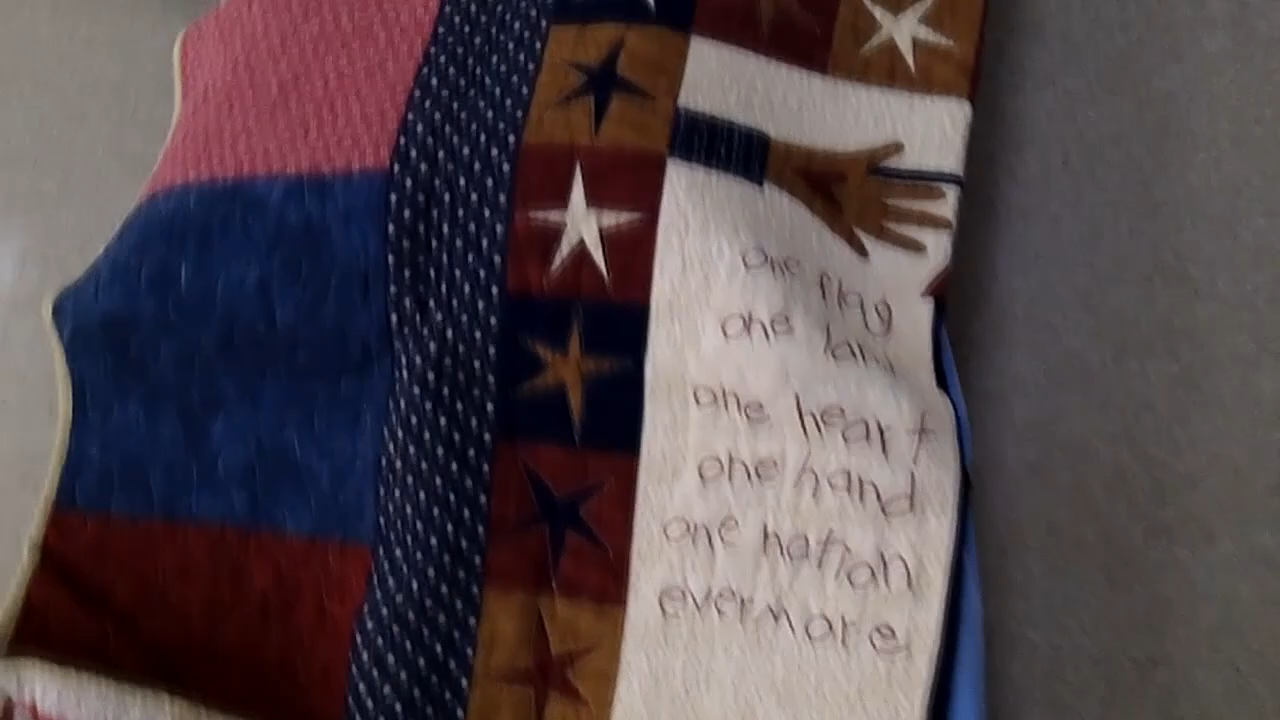 one flag
one land
one heart
one hand
one nation
evermore